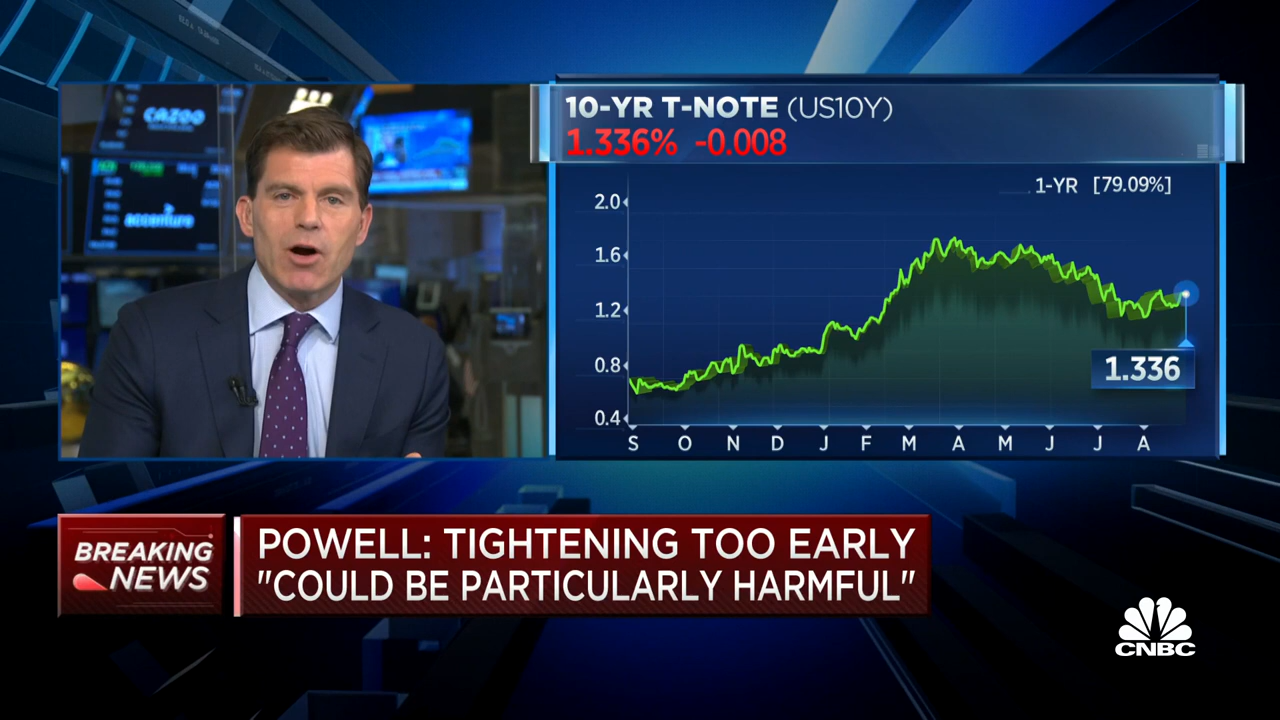 CAZOO
accenture
10-YR T-NOTE (US10Y)
1.336% -0.008
1-YR [79.09%]
2.0
1.6
1.2
0.8
0.4
1.336
S O N D J F M A M J J A
BREAKING
NEWS
POWELL: TIGHTENING TOO EARLY
"COULD BE PARTICULARLY HARMFUL"
CNBC